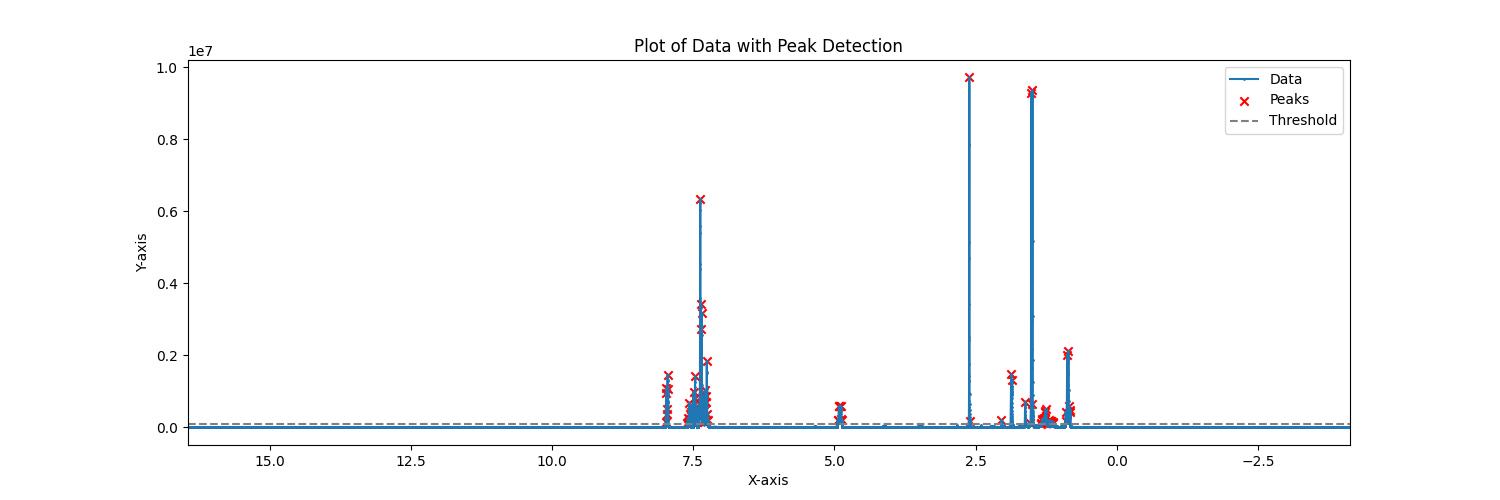 Plot of Data with Peak Detection
1e7
1.0
0.8
0.6
0.4
0.2
0.0
Y-axis
Data
Peaks
Threshold
15.0 12.5 10.0 7.5 5.0 2.5 0.0 −2.5
X-axis